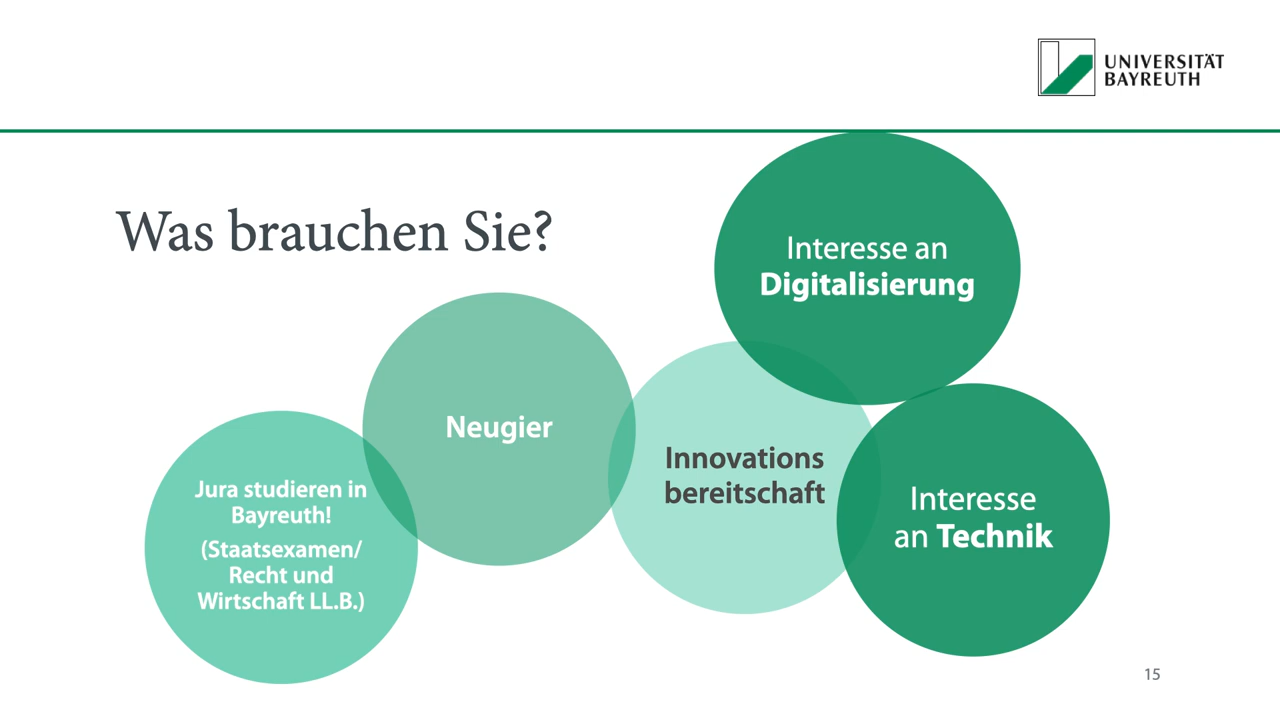 UNIVERSITÄT
BAYREUTH
Was brauchen Sie?
Interesse an
Digitalisierung
Neugier
Innovations
bereitschaft
Jura studieren in
Bayreuth!
(Staatsexamen/
Recht und
Wirtschaft LL.B.)
Interesse
an Technik
15